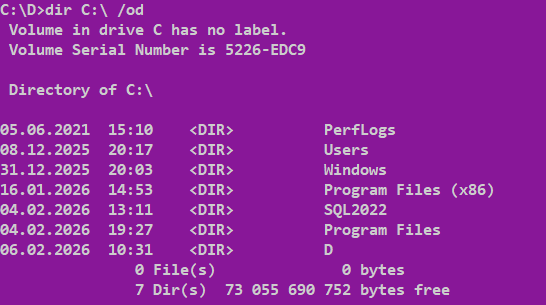 C:\D>dir C:\ /od
 Volume in drive C has no label.
 Volume Serial Number is 5226-EDC9

 Directory of C:\

05.06.2021  15:10    <DIR>          PerfLogs
08.12.2025  20:17    <DIR>          Users
31.12.2025  20:03    <DIR>          Windows
16.01.2026  14:53    <DIR>          Program Files (x86)
04.02.2026  13:11    <DIR>          SQL2022
04.02.2026  19:27    <DIR>          Program Files
06.02.2026  10:31    <DIR>          D
               0 File(s)              0 bytes
               7 Dir(s)  73 055 690 752 bytes free